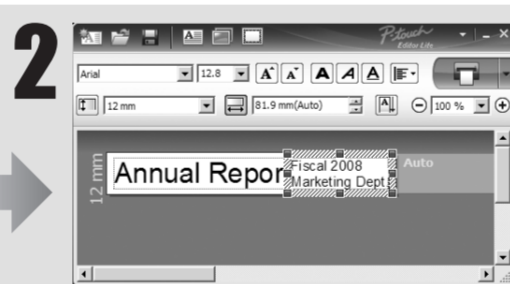 2
P-touch
Editor Lite
Arial
12.8
A A A A A
12 mm
81.9 mm(Auto)
A
100 %
12 mm
Annual Repor
Fiscal 2008
Marketing Dept
Auto